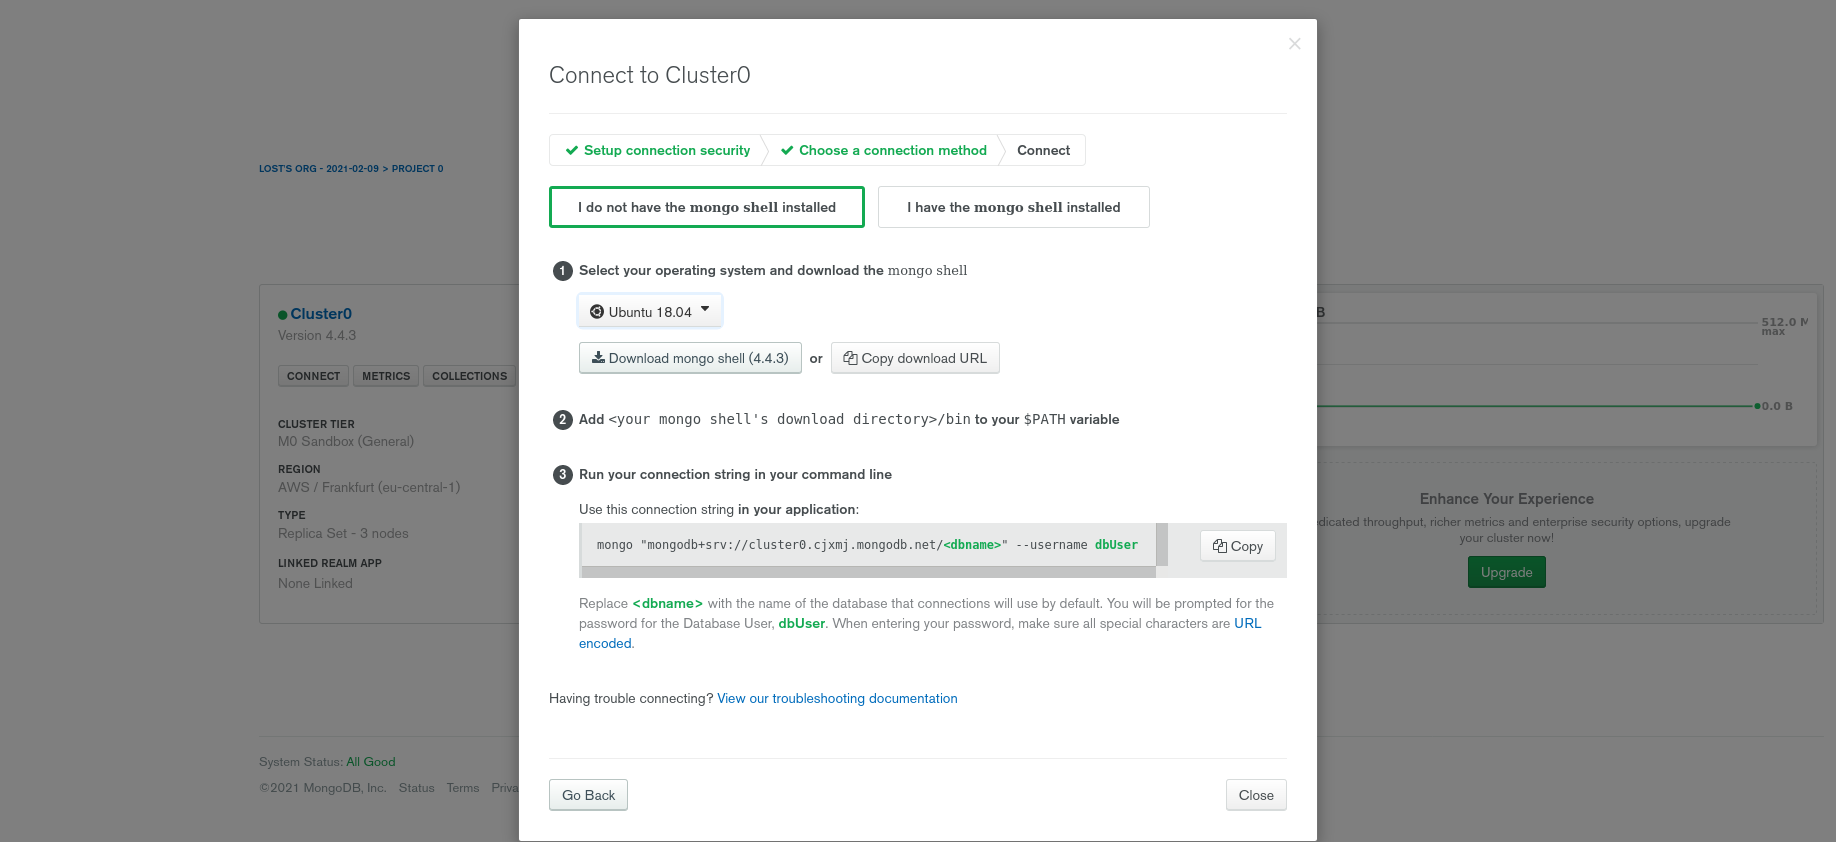 Connect to Cluster0
Setup connection security
Choose a connection method
Connect
LOST'S ORG - 2021-02-09 > PROJECT 0
I do not have the mongo shell installed
I have the mongo shell installed
1 Select your operating system and download the mongo shell
Ubuntu 18.04
Download mongo shell (4.4.3) or Copy download URL
2 Add <your mongo shell's download directory>/bin to your $PATH variable
3 Run your connection string in your command line
Use this connection string in your application:
mongo "mongodb+srv://cluster0.cjxmj.mongodb.net/<dbname>" --username dbUser
Copy
Replace <dbname> with the name of the database that connections will use by default. You will be prompted for the
password for the Database User, dbUser. When entering your password, make sure all special characters are URL
encoded.
Having trouble connecting? View our troubleshooting documentation
Go Back
Close
Cluster0
Version 4.4.3
CONNECT METRICS COLLECTIONS
CLUSTER TIER
M0 Sandbox (General)
REGION
AWS / Frankfurt (eu-central-1)
TYPE
Replica Set - 3 nodes
LINKED REALM APP
None Linked
B
512.0 M
max
0.0 B
Enhance Your Experience
throughput, richer metrics and enterprise security options, upgrade
your cluster now!
Upgrade
System Status: All Good
©2021 MongoDB, Inc. Status Terms Priva